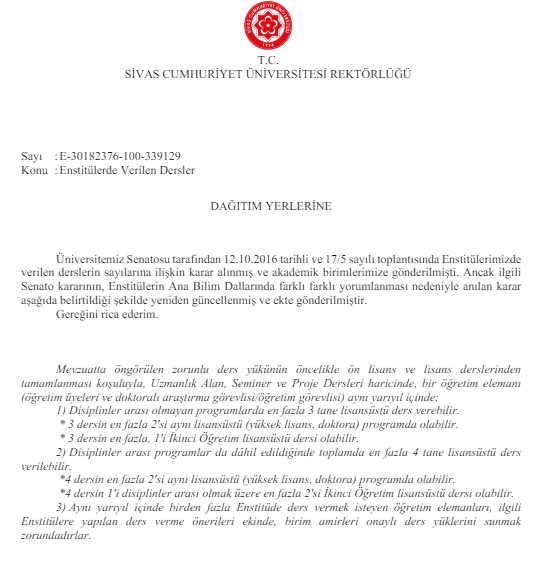 SİVAS CUMHURİYET ÜNİVERSİTESİ
1974
T.C.
SİVAS CUMHURİYET ÜNİVERSİTESİ REKTÖRLÜĞÜ
Sayı : E-30182376-100-339129
Konu : Enstitülerde Verilen Dersler
DAĞITIM YERLERİNE
Üniversitemiz Senatosu tarafından 12.10.2016 tarihli ve 17/5 sayılı toplantısında Enstitülerimizde
verilen derslerin sayılarına ilişkin karar alınmış ve akademik birimlerimize gönderilmişti. Ancak ilgili
Senato kararının, Enstitülerin Ana Bilim Dallarında farklı farklı yorumlanması nedeniyle anılan karar
aşağıda belirtildiği şekilde yeniden güncellenmiş ve ekte gönderilmiştir.
Gereğini rica ederim.
Mevzuatta öngörülen zorunlu ders yükünün öncelikle ön lisans ve lisans derslerinden
tamamlanması koşuluyla, Uzmanlık Alan, Seminer ve Proje Dersleri haricinde, bir öğretim elemanı
(öğretim üyeleri ve doktoralı araştırma görevlisi/öğretim görevlisi) aynı yarıyıl içinde;
1) Disiplinler arası olmayan programlarda en fazla 3 tane lisansüstü ders verebilir.
* 3 dersin en fazla 2'si aynı lisansüstü (yüksek lisans, doktora) programda olabilir.
* 3 dersin en fazla, 1'i İkinci Öğretim lisansüstü dersi olabilir.
2) Disiplinler arası programlar da dâhil edildiğinde toplamda en fazla 4 tane lisansüstü ders
verilebilir.
*4 dersin en fazla 2'si aynı lisansüstü (yüksek lisans, doktora) programda olabilir.
*4 dersin 1'i disiplinler arası olmak üzere en fazla 2'si İkinci Öğretim lisansüstü dersi olabilir.
3) Aynı yarıyıl içinde birden fazla Enstitüde ders vermek isteyen öğretim elemanları, ilgili
Enstitülere yapılan ders verme önerileri ekinde, birim amirleri onaylı ders yüklerini sunmak
zorundadırlar.